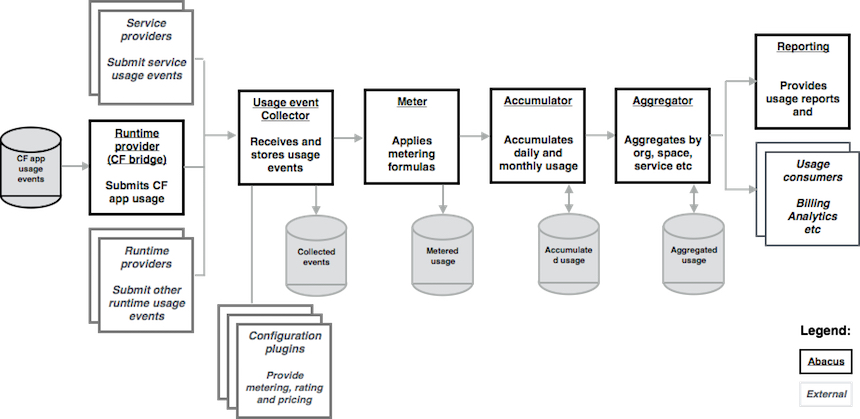 Service
providers
Submit service
usage events
CF app
usage
events
Runtime
provider
(CF bridge)
Submits CF
app usage
Runtime
providers
Submit other
runtime usage
events
Usage event
Collector
Receives and
stores usage
events
Meter
Applies
metering
formulas
Accumulator
Accumulates
daily and
monthly usage
Aggregator
Aggregates by
org, space,
service etc
Reporting
Provides
usage reports
and
Usage
consumers
Billing
Analytics
etc
Collected
events
Metered
usage
Accumulate
d usage
Aggregated
usage
Configuration
plugins
Provide
metering, rating
and pricing
Legend:
Abacus
External